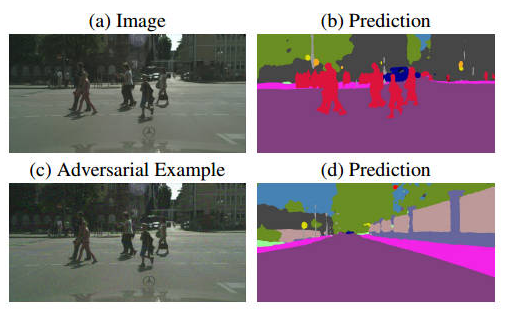 (a) Image
(b) Prediction
(c) Adversarial Example
(d) Prediction